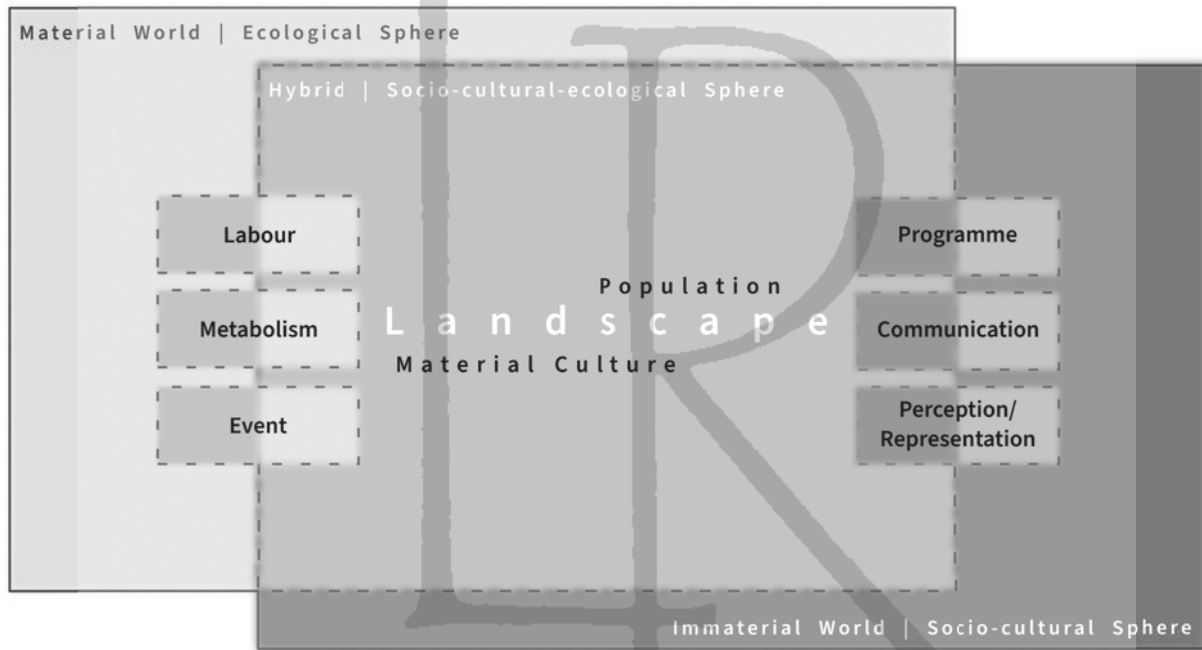 Material World | Ecological Sphere
Hybrid | Socio-cultural-ecological Sphere
Labour
Programme
Population
Metabolism
Landscape
Communication
Material Culture
Event
Perception/
Representation
Immaterial World | Socio-cultural Sphere
LR